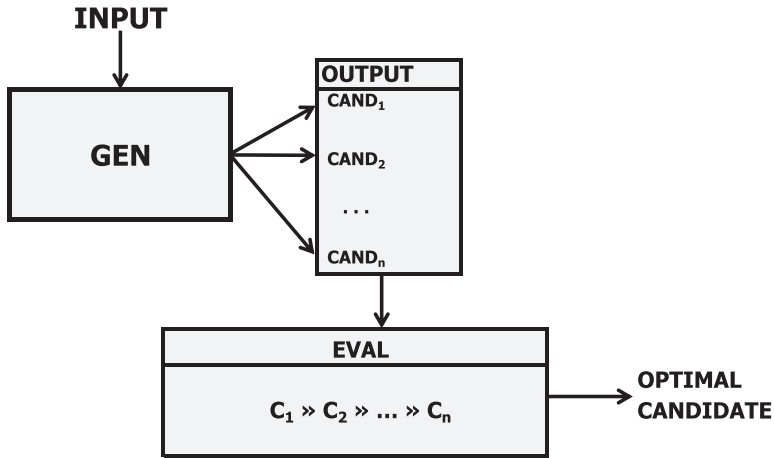 INPUT
GEN
OUTPUT
CAND₁
CAND₂
...
CANDₙ
EVAL
C₁ » C₂ » ... » Cₙ
OPTIMAL
CANDIDATE